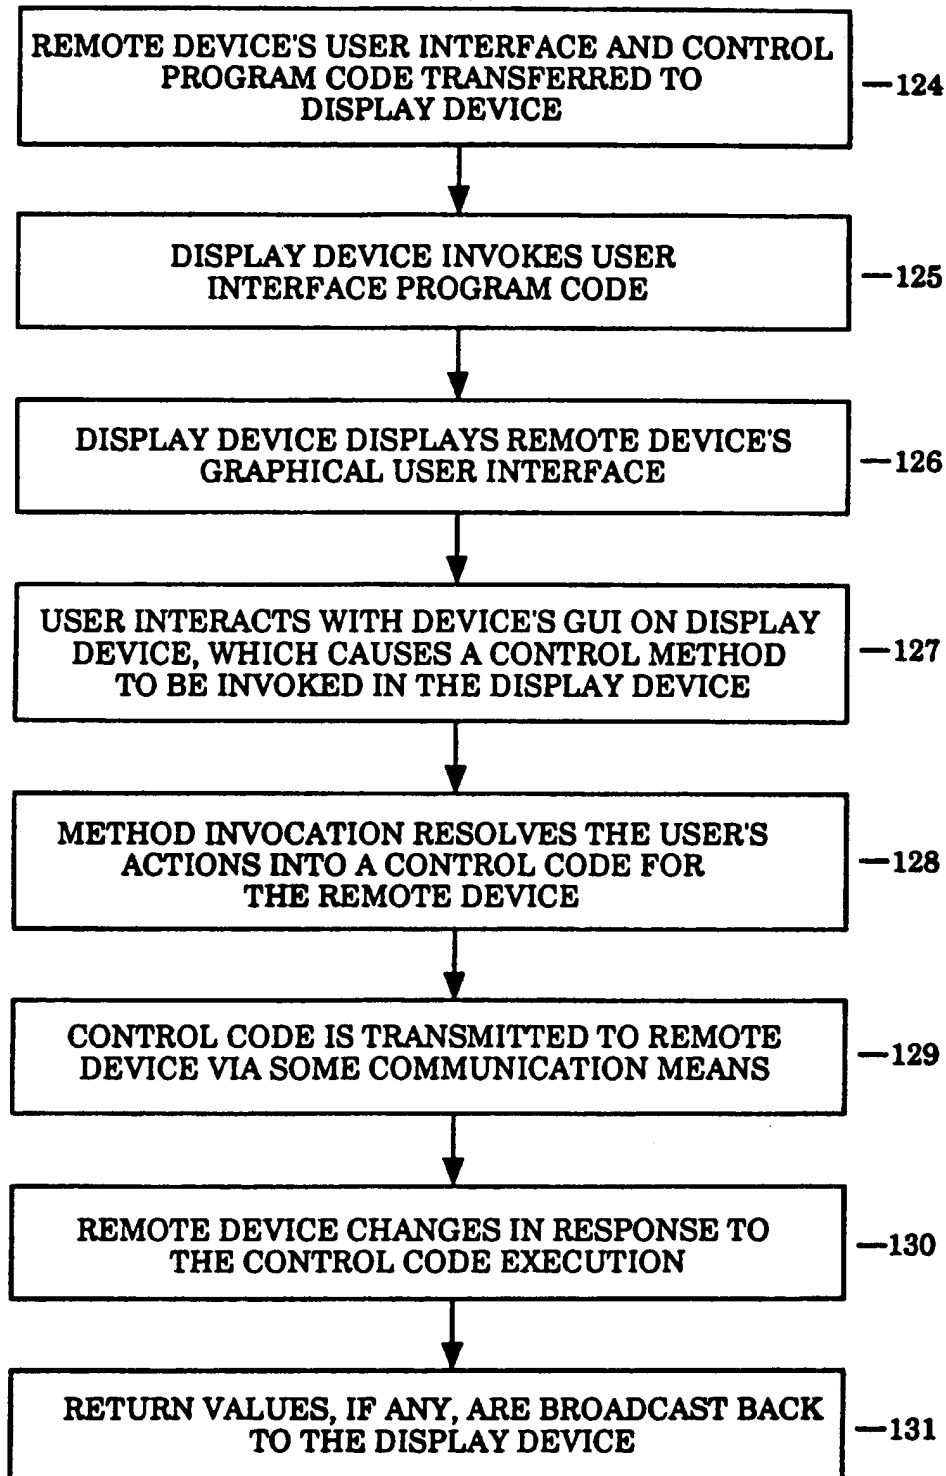 REMOTE DEVICE'S USER INTERFACE AND CONTROL
PROGRAM CODE TRANSFERRED TO
DISPLAY DEVICE
—124
DISPLAY DEVICE INVOKES USER
INTERFACE PROGRAM CODE
—125
DISPLAY DEVICE DISPLAYS REMOTE DEVICE'S
GRAPHICAL USER INTERFACE
—126
USER INTERACTS WITH DEVICE'S GUI ON DISPLAY
DEVICE, WHICH CAUSES A CONTROL METHOD
TO BE INVOKED IN THE DISPLAY DEVICE
—127
METHOD INVOCATION RESOLVES THE USER'S
ACTIONS INTO A CONTROL CODE FOR
THE REMOTE DEVICE
—128
CONTROL CODE IS TRANSMITTED TO REMOTE
DEVICE VIA SOME COMMUNICATION MEANS
—129
REMOTE DEVICE CHANGES IN RESPONSE TO
THE CONTROL CODE EXECUTION
—130
RETURN VALUES, IF ANY, ARE BROADCAST BACK
TO THE DISPLAY DEVICE
—131